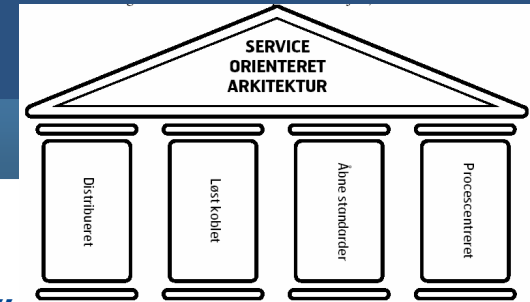 SERVICE
ORIENTERET
ARKITEKTUR
Distribueret
Løst koblet
Åbne standarder
Procescentreret